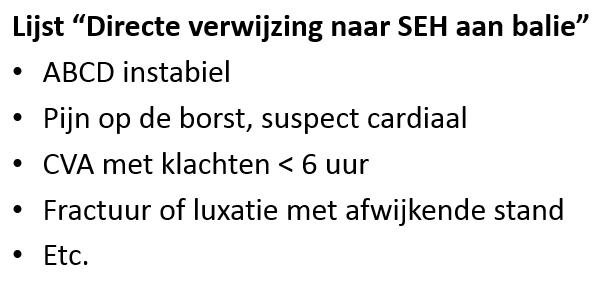 Lijst “Directe verwijzing naar SEH aan balie”
• ABCD instabiel
• Pijn op de borst, suspect cardiaal
• CVA met klachten < 6 uur
• Fractuur of luxatie met afwijkende stand
• Etc.